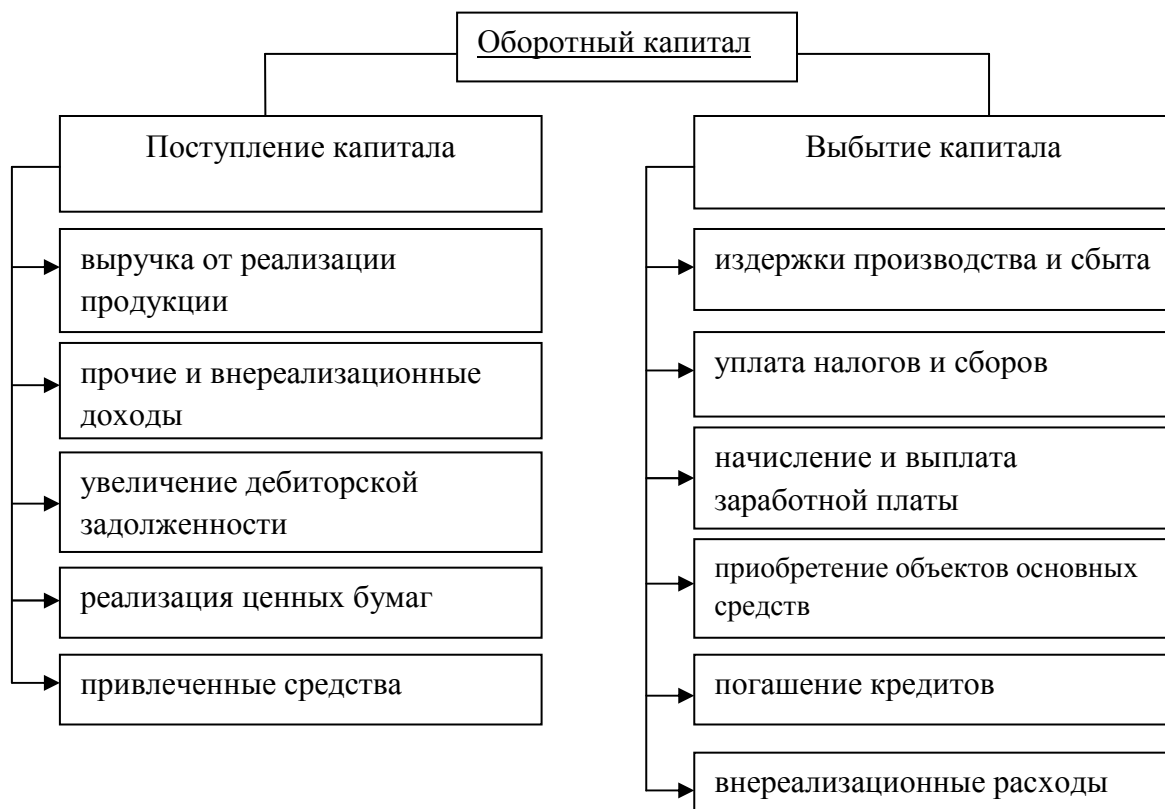 Оборотный капитал
Поступление капитала
выручка от реализации
продукции
прочие и внереализационные
доходы
увеличение дебиторской
задолженности
реализация ценных бумаг
привлеченные средства
Выбытие капитала
издержки производства и сбыта
уплата налогов и сборов
начисление и выплата
заработной платы
приобретение объектов основных
средств
погашение кредитов
внереализационные расходы